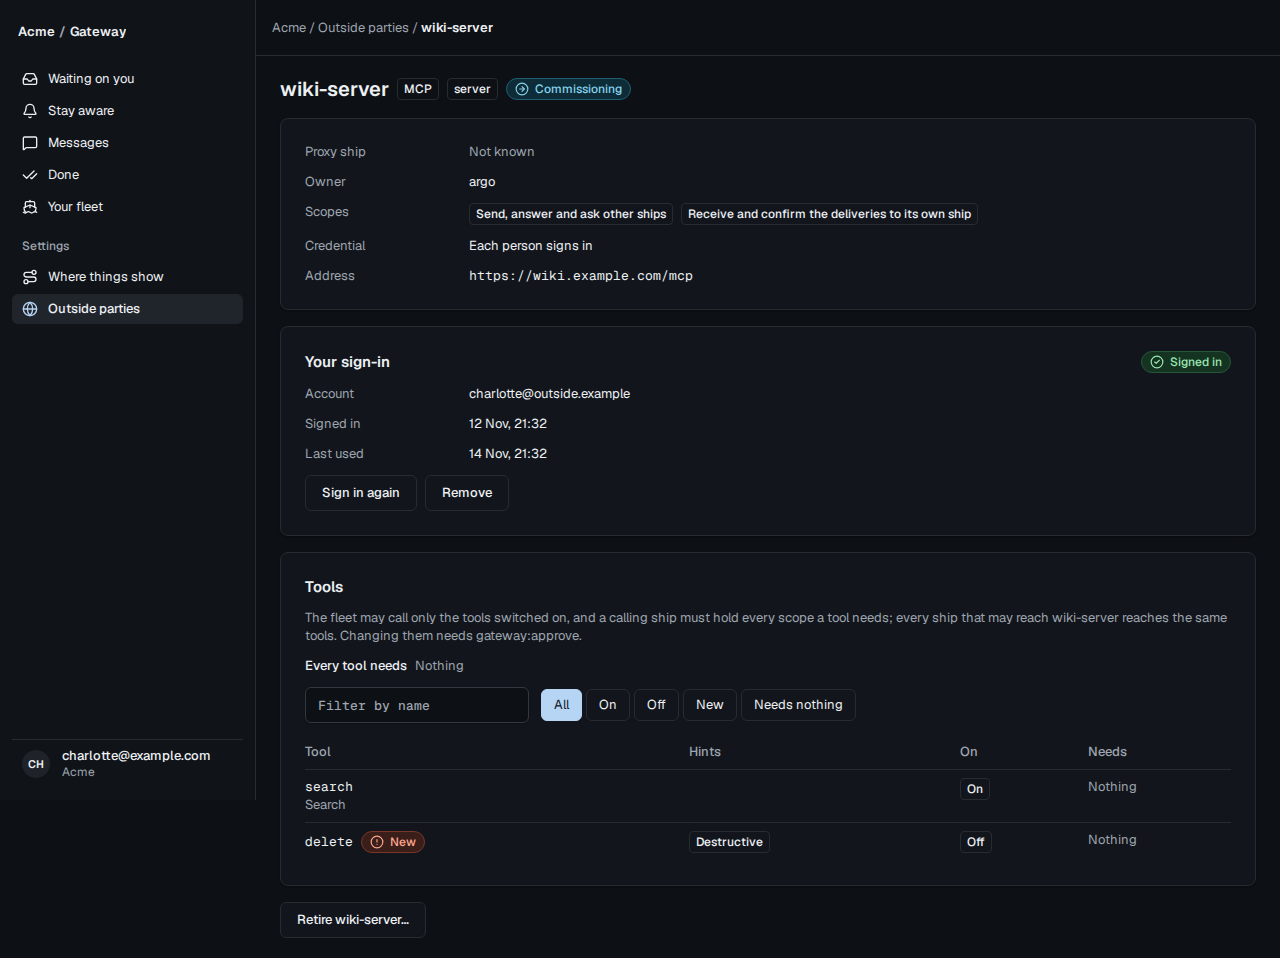 Acme / Gateway
Acme / Outside parties / wiki-server
Waiting on you
Stay aware
Messages
Done
Your fleet
Settings
Where things show
Outside parties
CH
charlotte@example.com
Acme
wiki-server MCP server Commissioning
Proxy ship Not known
Owner argo
Scopes Send, answer and ask other ships Receive and confirm the deliveries to its own ship
Credential Each person signs in
Address https://wiki.example.com/mcp
Your sign-in Signed in
Account charlotte@outside.example
Signed in 12 Nov, 21:32
Last used 14 Nov, 21:32
Sign in again Remove
Tools
The fleet may call only the tools switched on, and a calling ship must hold every scope a tool needs; every ship that may reach wiki-server reaches the same
tools. Changing them needs gateway:approve.
Every tool needs Nothing
Filter by name All On Off New Needs nothing
Tool Hints On Needs
search On Nothing
Search
delete New Destructive Off Nothing
Retire wiki-server...